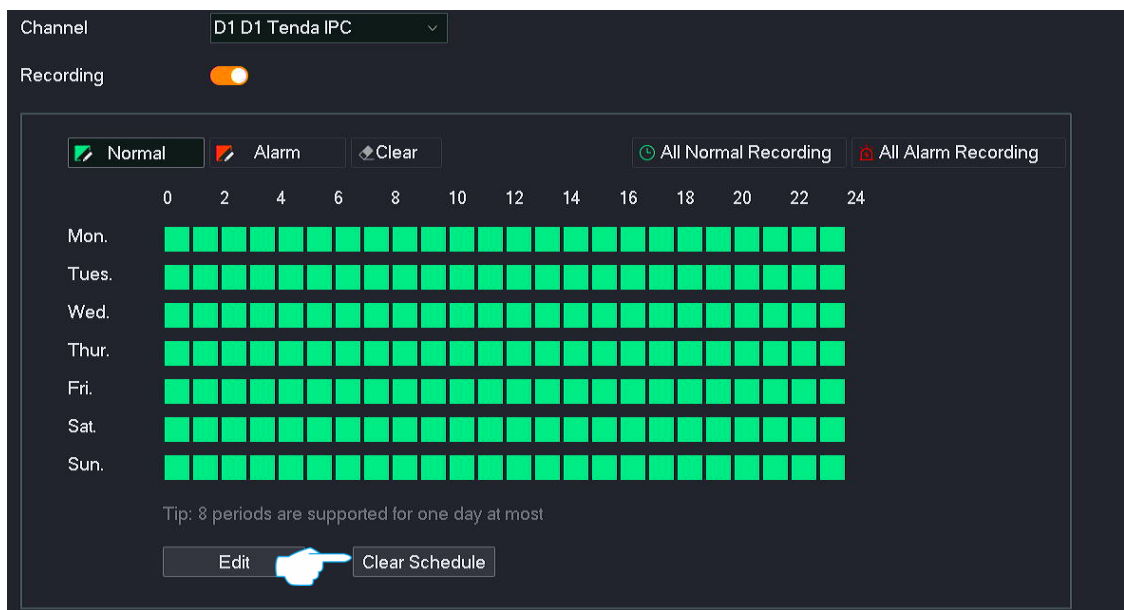 Channel D1 D1 Tenda IPC
Recording
Normal Alarm Clear All Normal Recording All Alarm Recording
0 2 4 6 8 10 12 14 16 18 20 22 24
Mon.
Tues.
Wed.
Thur.
Fri.
Sat.
Sun.
Tip: 8 periods are supported for one day at most
Edit Clear Schedule